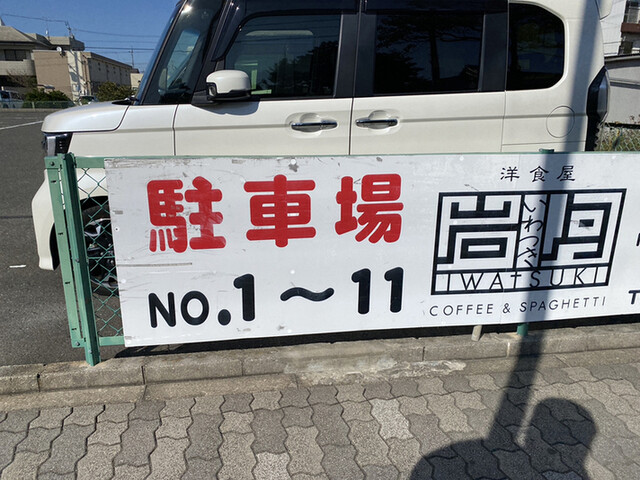 駐車場
NO.1〜11
洋食屋
岩月
いわつき
IWATSUKI
COFFEE & SPAGHETTI